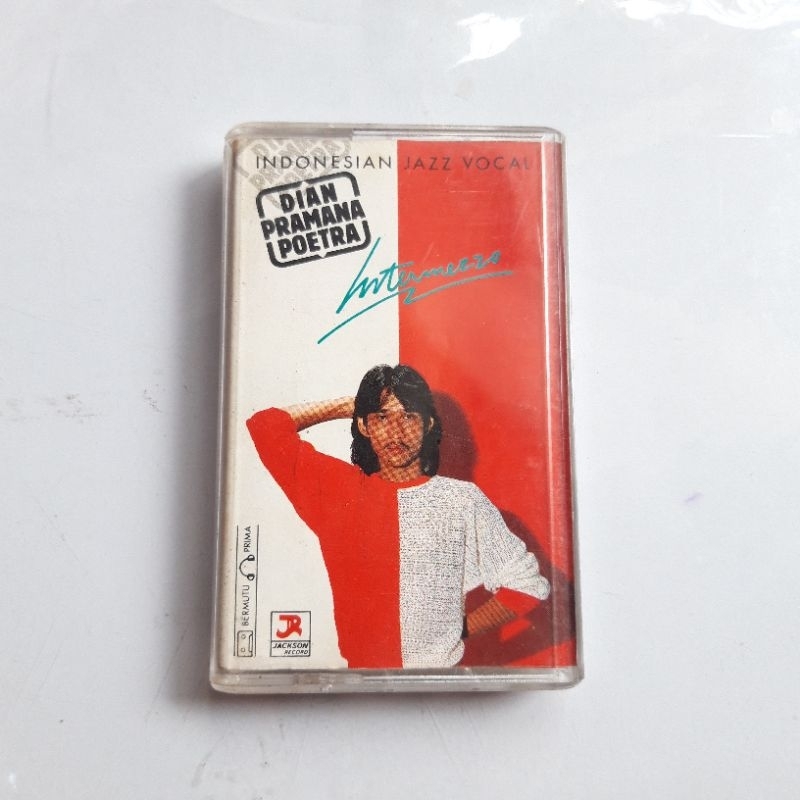 INDONESIAN JAZZ VOCAL
DIAN
PRAMANA
POETRA
Intermezzo
BERMUTU PRIMA
JR
JACKSON
RECORD